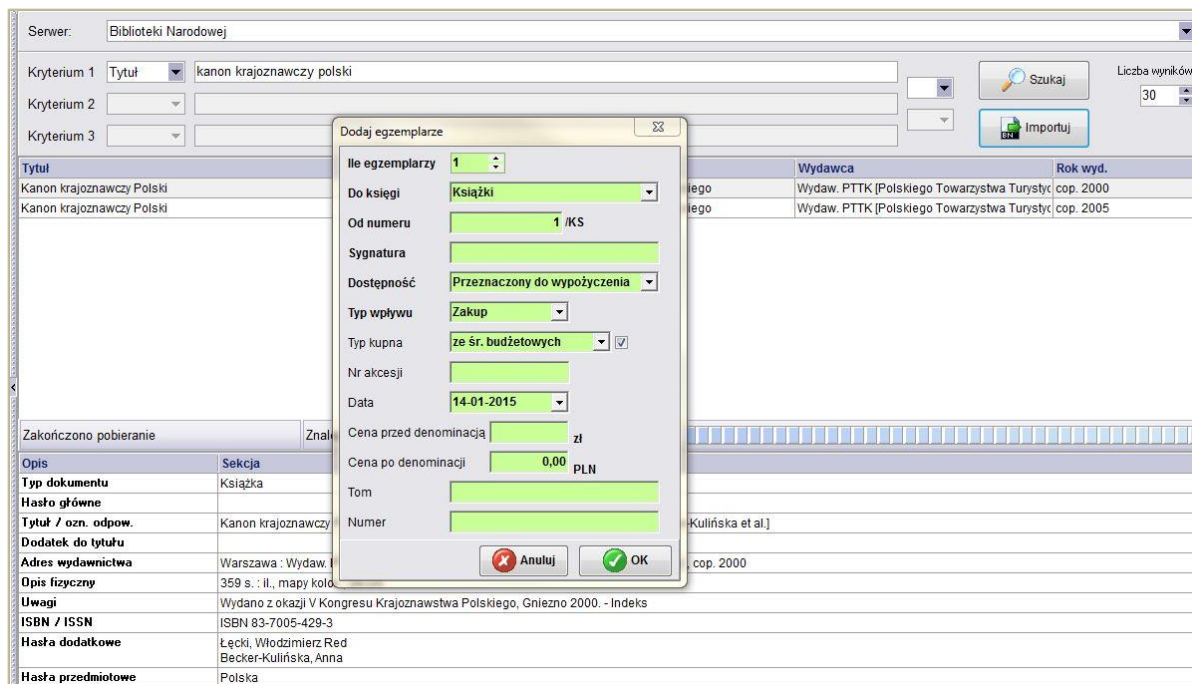 Serwer: Biblioteki Narodowej
Kryterium 1 Tytuł kanon krajoznawczy polski
Szukaj
Liczba wyników
30
Kryterium 2
Kryterium 3
Importuj
Tytuł Wydawca Rok wyd.
Kanon krajoznawczy Polski iego Wydaw. PTTK [Polskiego Towarzystwa Turystyc cop. 2000
Kanon krajoznawczy Polski iego Wydaw. PTTK [Polskiego Towarzystwa Turystyc cop. 2005
Dodaj egzemplarze
Ile egzemplarzy 1
Do księgi Książki
Od numeru 1 /KS
Sygnatura
Dostępność Przeznaczony do wypożyczenia
Typ wpływu Zakup
Typ kupna ze śr. budżetowych
Nr akcesji
Data 14-01-2015
Cena przed denominacją zł
Cena po denominacji 0,00 PLN
Tom
Numer
Anuluj OK
Zakończono pobieranie
Opis Sekcja
Typ dokumentu Książka
Hasło główne
Tytuł / ozn. odpow. Kanon krajoznawczy -Kulińska et al.]
Dodatek do tytułu
Adres wydawnictwa Warszawa : Wydaw. , cop. 2000
Opis fizyczny 359 s. : il., mapy
Uwagi Wydano z okazji V Kongresu Krajoznawstwa Polskiego, Gniezno 2000. - Indeks
ISBN / ISSN ISBN 83-7005-429-3
Hasła dodatkowe Łęcki, Włodzimierz Red
Becker-Kulińska, Anna
Hasła przedmiotowe Polska